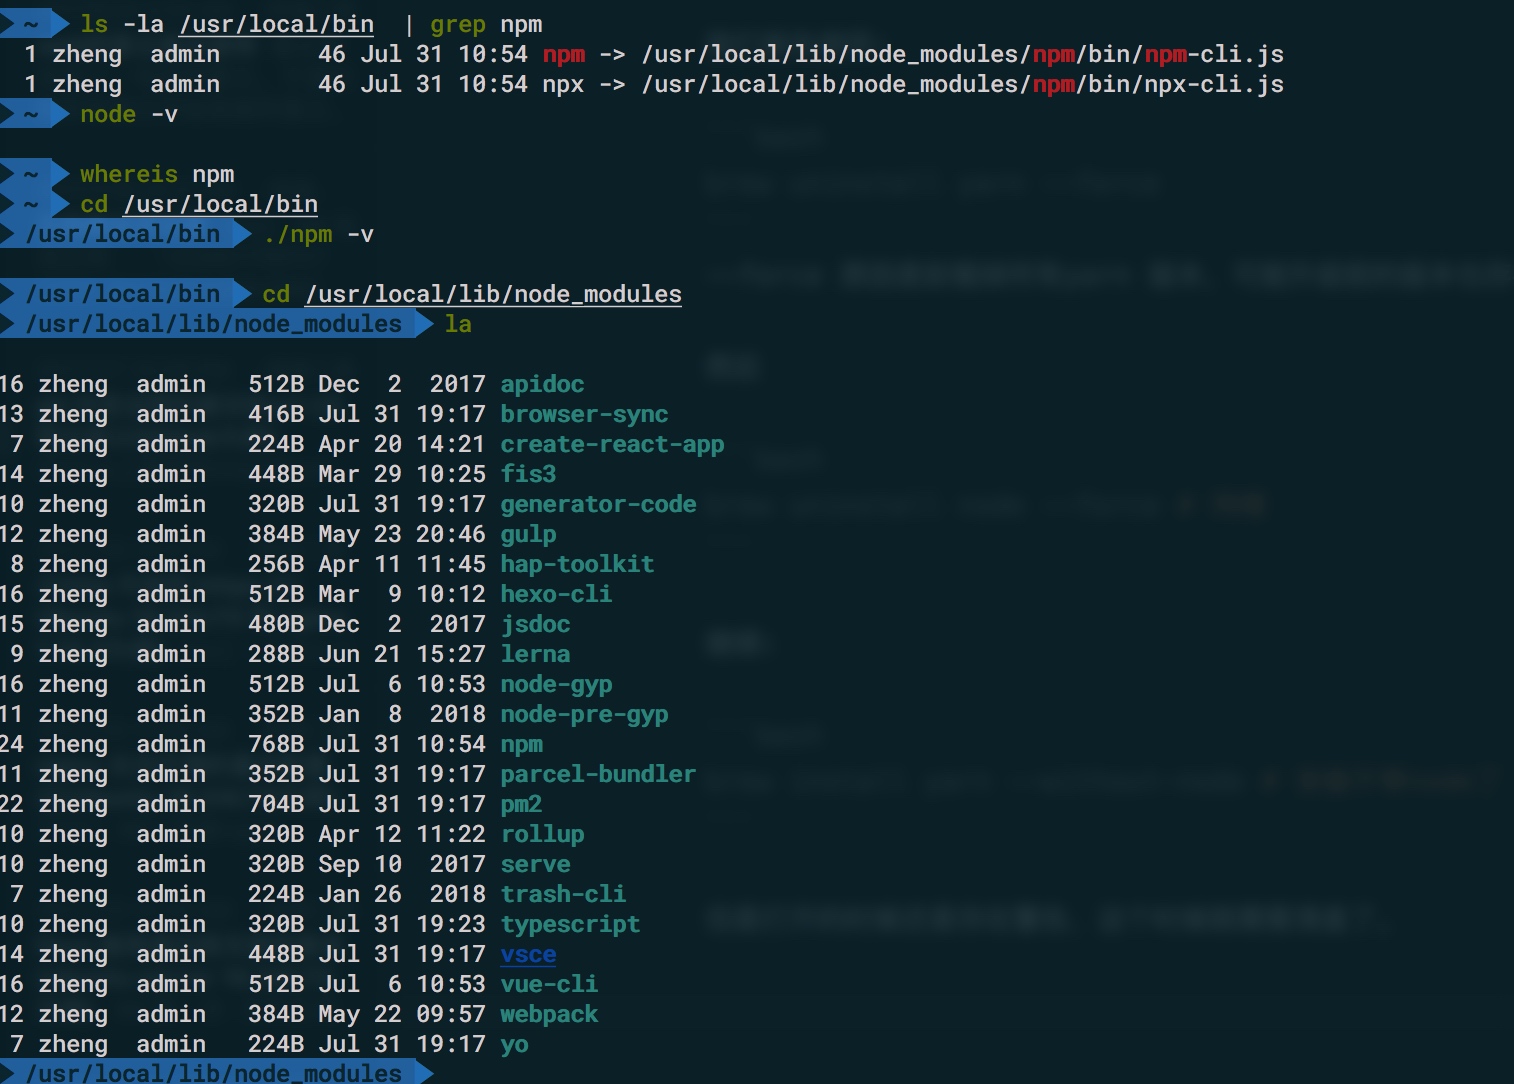 ~ ls -la /usr/local/bin | grep npm
1 zheng admin 46 Jul 31 10:54 npm -> /usr/local/lib/node_modules/npm/bin/npm-cli.js
1 zheng admin 46 Jul 31 10:54 npx -> /usr/local/lib/node_modules/npm/bin/npx-cli.js
~ node -v
~ whereis npm
~ cd /usr/local/bin
/usr/local/bin ./npm -v
/usr/local/bin cd /usr/local/lib/node_modules
/usr/local/lib/node_modules la
16 zheng admin 512B Dec 2 2017 apidoc
13 zheng admin 416B Jul 31 19:17 browser-sync
7 zheng admin 224B Apr 20 14:21 create-react-app
14 zheng admin 448B Mar 29 10:25 fis3
10 zheng admin 320B Jul 31 19:17 generator-code
12 zheng admin 384B May 23 20:46 gulp
8 zheng admin 256B Apr 11 11:45 hap-toolkit
16 zheng admin 512B Mar 9 10:12 hexo-cli
15 zheng admin 480B Dec 2 2017 jsdoc
9 zheng admin 288B Jun 21 15:27 lerna
16 zheng admin 512B Jul 6 10:53 node-gyp
11 zheng admin 352B Jan 8 2018 node-pre-gyp
24 zheng admin 768B Jul 31 10:54 npm
11 zheng admin 352B Jul 31 19:17 parcel-bundler
22 zheng admin 704B Jul 31 19:17 pm2
10 zheng admin 320B Apr 12 11:22 rollup
10 zheng admin 320B Sep 10 2017 serve
7 zheng admin 224B Jan 26 2018 trash-cli
10 zheng admin 320B Jul 31 19:23 typescript
14 zheng admin 448B Jul 31 19:17 vsce
16 zheng admin 512B Jul 6 10:53 vue-cli
12 zheng admin 384B May 22 09:57 webpack
7 zheng admin 224B Jul 31 19:17 yo
/usr/local/lib/node_modules